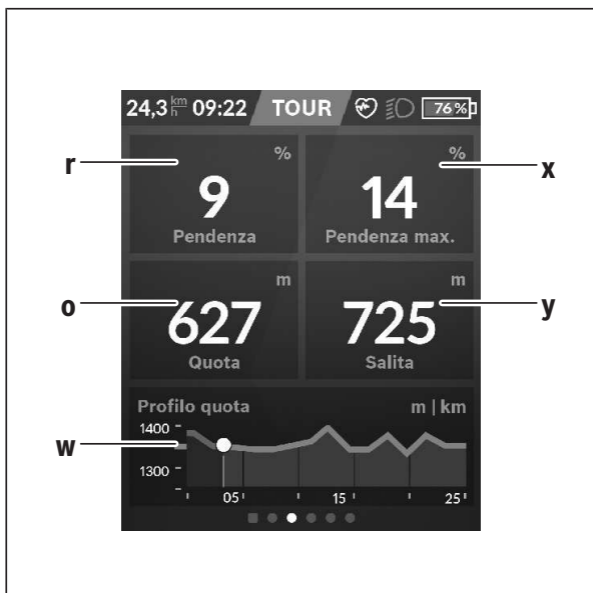 24,3 km/h 09:22 TOUR 76 %
r % % x
9 14
Pendenza Pendenza max.
o m m y
627 725
Quota Salita
Profilo quota m | km
1400
w
1300
05 15 25